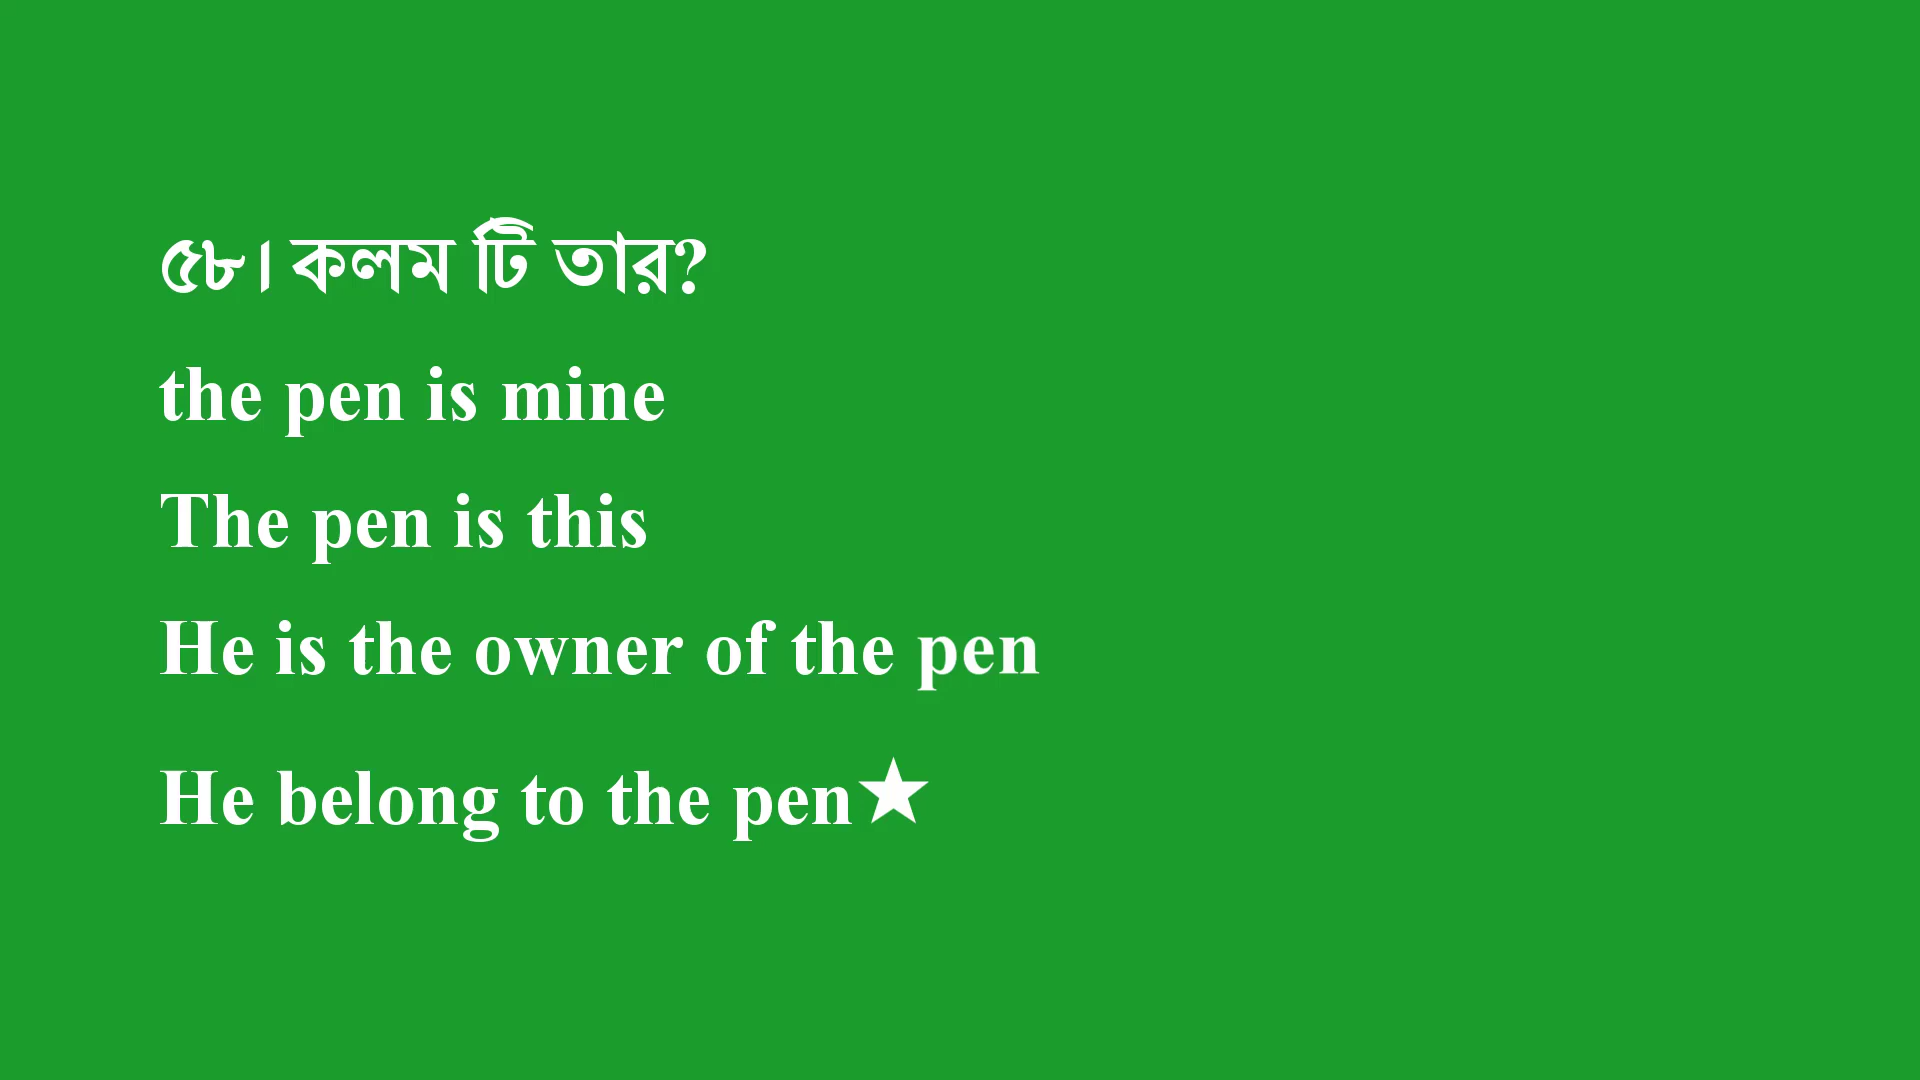 ৫৮। কলম টি তার?
the pen is mine
The pen is this
He is the owner of the pen
He belong to the pen★